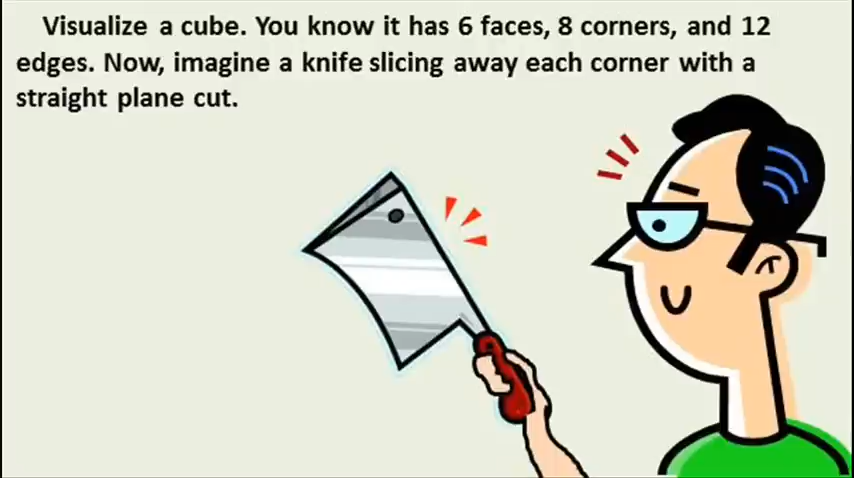 Visualize a cube. You know it has 6 faces, 8 corners, and 12
edges. Now, imagine a knife slicing away each corner with a
straight plane cut.